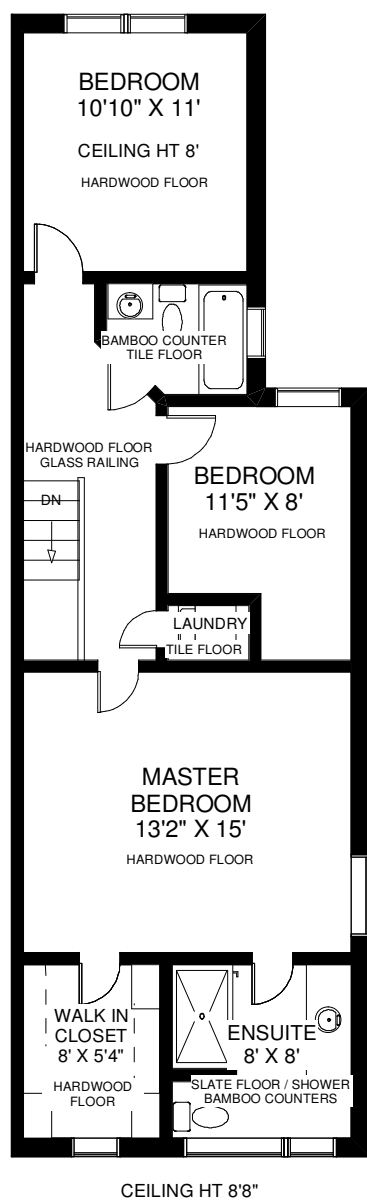 BEDROOM
10'10" X 11'
CEILING HT 8'
HARDWOOD FLOOR
BAMBOO COUNTER
TILE FLOOR
HARDWOOD FLOOR
GLASS RAILING
DN
BEDROOM
11'5" X 8'
HARDWOOD FLOOR
LAUNDRY
TILE FLOOR
MASTER
BEDROOM
13'2" X 15'
HARDWOOD FLOOR
WALK IN
CLOSET
8' X 5'4"
HARDWOOD
FLOOR
ENSUITE
8' X 8'
SLATE FLOOR / SHOWER
BAMBOO COUNTERS
CEILING HT 8'8"